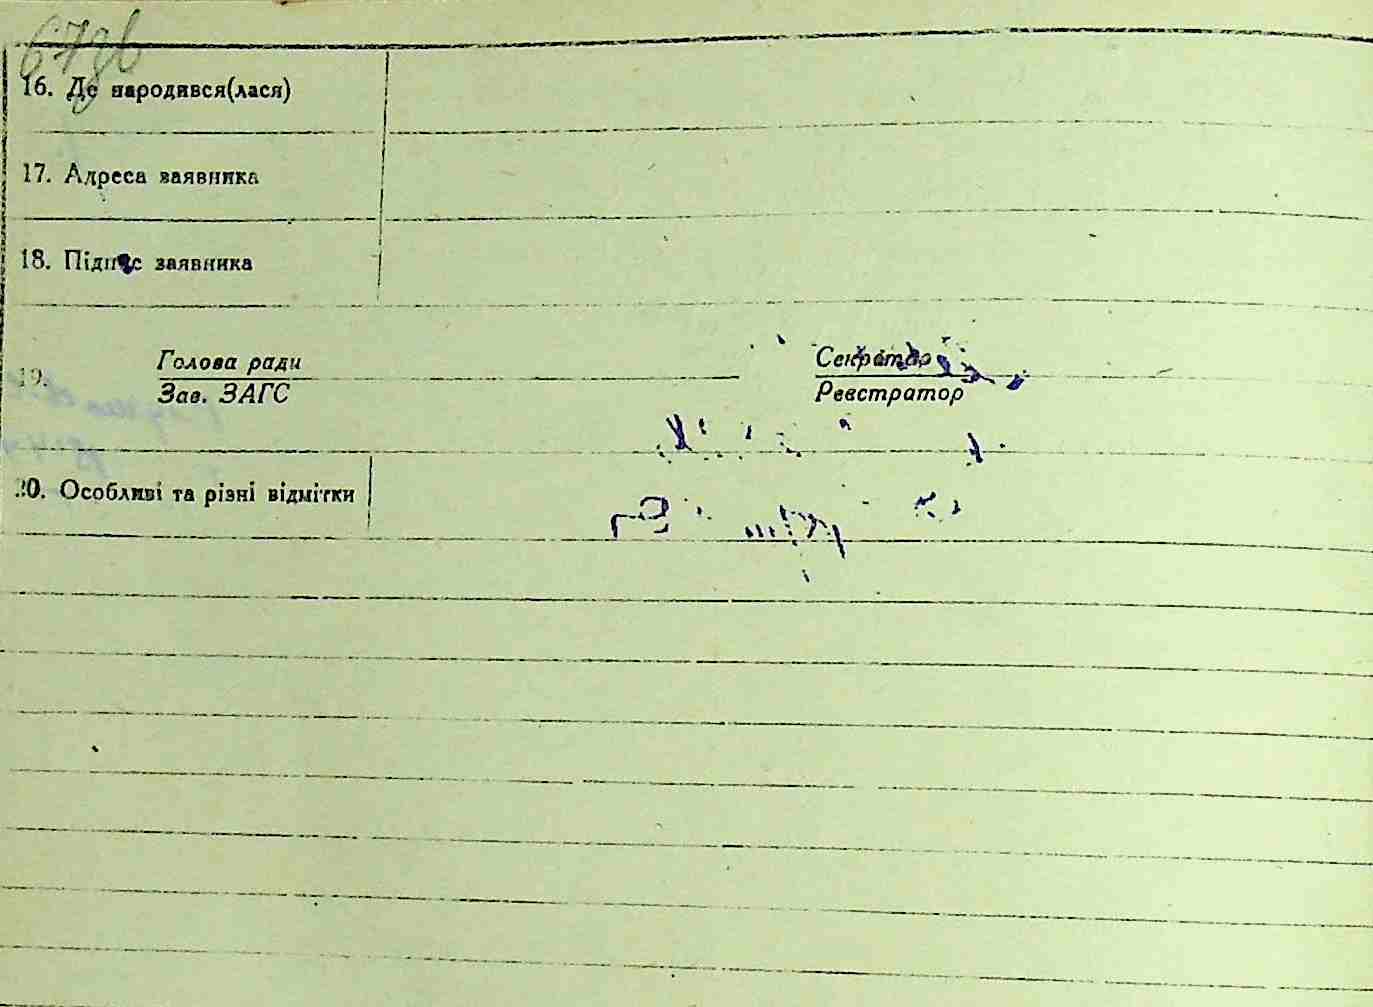 67зв
16. Де народився(лася)
17. Адреса заявника
18. Підпис заявника
19. Голова ради Секретар
Зав. ЗАГС Реєстратор
20. Особливі та різні відмітки